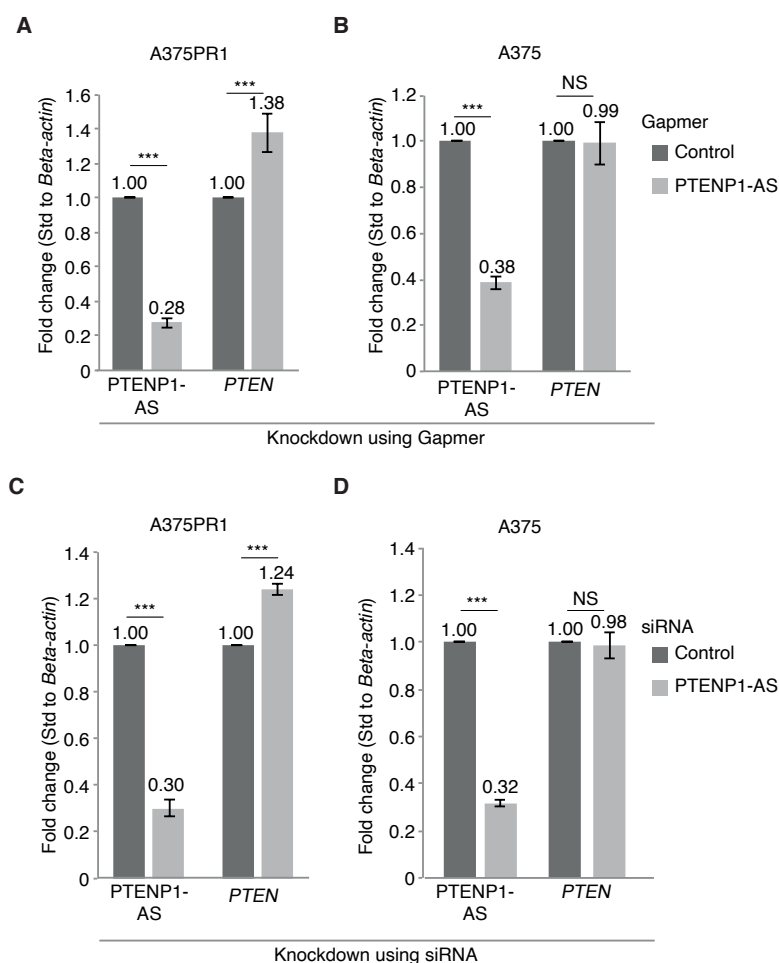 A
A375PR1
Fold change (Std to Beta-actin)
1.6
1.4
1.2
1.0
0.8
0.6
0.4
0.2
0
***
1.00
0.28
***
1.00
1.38
PTENP1-
AS
PTEN
B
A375
Fold change (Std to Beta-actin)
1.2
1.0
0.8
0.6
0.4
0.2
0
***
1.00
0.38
NS
1.00
0.99
PTENP1-
AS
PTEN
Gapmer
Control
PTENP1-AS
Knockdown using Gapmer
C
A375PR1
Fold change (Std to Beta-actin)
1.4
1.2
1.0
0.8
0.6
0.4
0.2
0
***
1.00
0.30
***
1.00
1.24
PTENP1-
AS
PTEN
D
A375
Fold change (Std to Beta-actin)
1.4
1.2
1.0
0.8
0.6
0.4
0.2
0
***
1.00
0.32
NS
1.00
0.98
PTENP1-
AS
PTEN
siRNA
Control
PTENP1-AS
Knockdown using siRNA